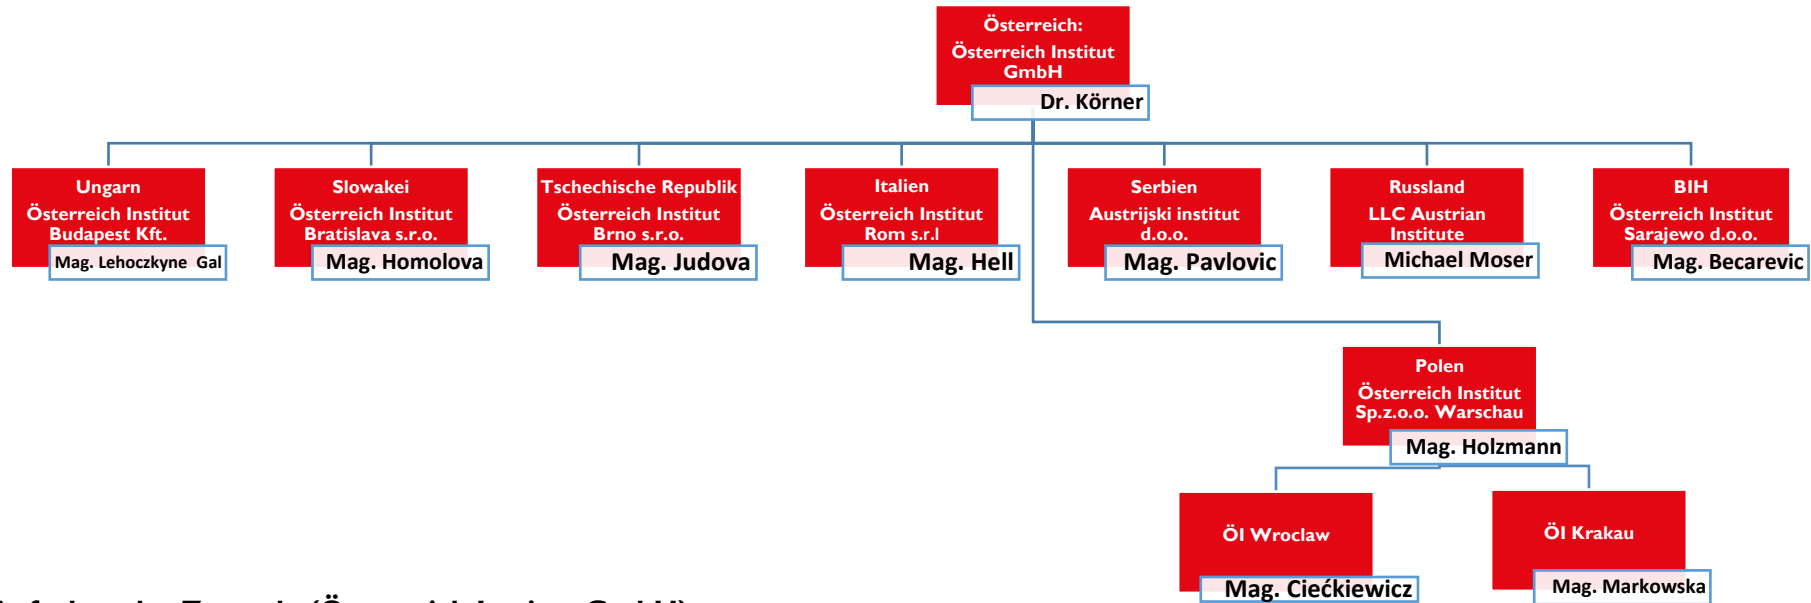 Österreich:
Österreich Institut
GmbH
Dr. Körner
Ungarn
Österreich Institut
Budapest Kft.
Mag. Lehoczkyne Gal
Slowakei
Österreich Institut
Bratislava s.r.o.
Mag. Homolova
Tschechische Republik
Österreich Institut
Brno s.r.o.
Mag. Judova
Italien
Österreich Institut
Rom s.r.l
Mag. Hell
Serbien
Austrijski institut
d.o.o.
Mag. Pavlovic
Russland
LLC Austrian
Institute
Michael Moser
BIH
Österreich Institut
Sarajewo d.o.o.
Mag. Becarevic
Polen
Österreich Institut
Sp.z.o.o. Warschau
Mag. Holzmann
ÖI Wroclaw
Mag. Ciećkiewicz
ÖI Krakau
Mag. Markowska